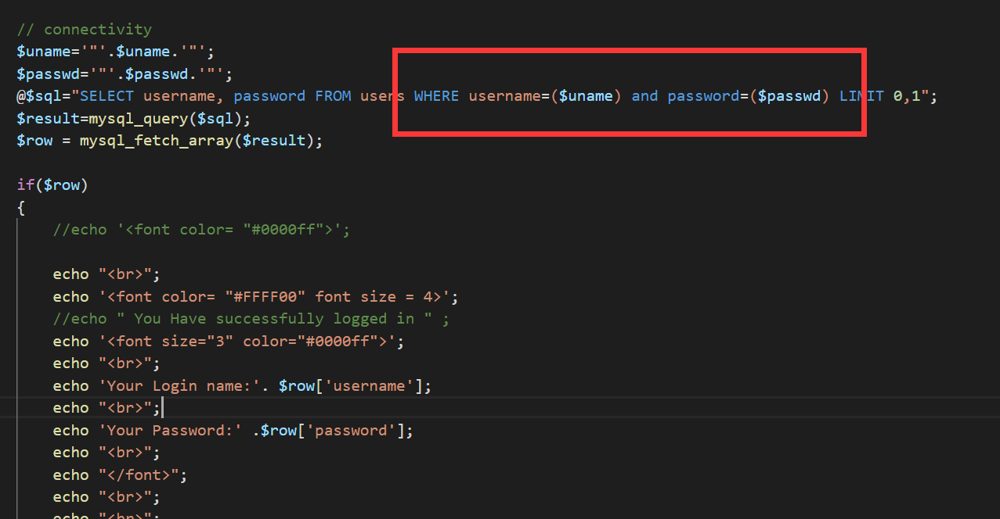 // connectivity
$uname='"'.$uname.'"';
$passwd='"'.$passwd.'"';
@$sql="SELECT username, password FROM users WHERE username=($uname) and password=($passwd) LIMIT 0,1";
$result=mysql_query($sql);
$row = mysql_fetch_array($result);
if($row)
{
//echo '<font color= "#0000ff">';
echo "<br>";
echo '<font color= "#FFFF00" font size = 4>';
//echo " You Have successfully logged in " ;
echo '<font size="3" color="#0000ff">';
echo "<br>";
echo 'Your Login name:'. $row['username'];
echo "<br>";
echo 'Your Password:' .$row['password'];
echo "<br>";
echo "</font>";
echo "<br>";
echo "<br>";